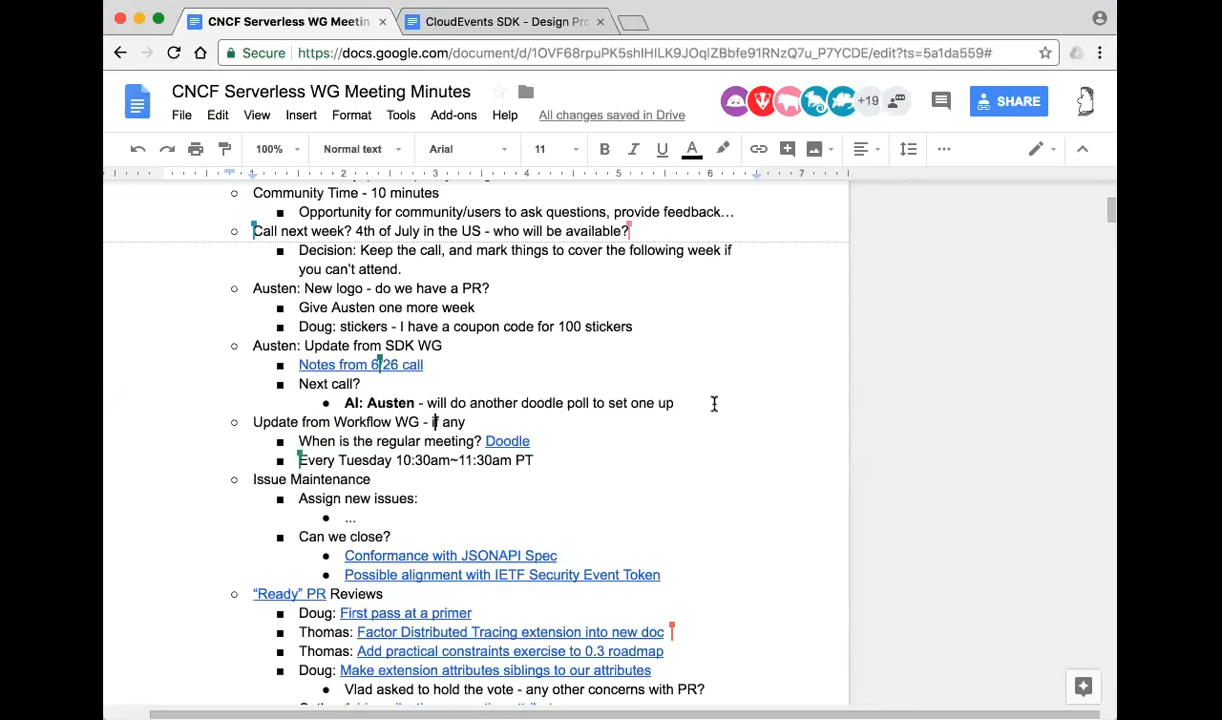 CNCF Serverless WG Meetin
CloudEvents SDK - Design Pro
Secure
https://docs.google.com/document/d/1OVF68rpuPK5shIHILK9JOqlZBbfe91RNzQ7u_P7YCDE/edit?ts=5a1da559#
CNCF Serverless WG Meeting Minutes
+19
SHARE
File Edit View Insert Format Tools Add-ons Help All changes saved in Drive
100% Normal text Arial 11 B I U A
1 2 3 4 5 6 7
Community Time - 10 minutes
Opportunity for community/users to ask questions, provide feedback…
Call next week? 4th of July in the US - who will be available?
Decision: Keep the call, and mark things to cover the following week if
you can't attend.
Austen: New logo - do we have a PR?
Give Austen one more week
Doug: stickers - I have a coupon code for 100 stickers
Austen: Update from SDK WG
Notes from 6/26 call
Next call?
AI: Austen - will do another doodle poll to set one up
Update from Workflow WG - if any
When is the regular meeting? Doodle
Every Tuesday 10:30am~11:30am PT
Issue Maintenance
Assign new issues:
...
Can we close?
Conformance with JSONAPI Spec
Possible alignment with IETF Security Event Token
“Ready” PR Reviews
Doug: First pass at a primer
Thomas: Factor Distributed Tracing extension into new doc
Thomas: Add practical constraints exercise to 0.3 roadmap
Doug: Make extension attributes siblings to our attributes
Vlad asked to hold the vote - any other concerns with PR?